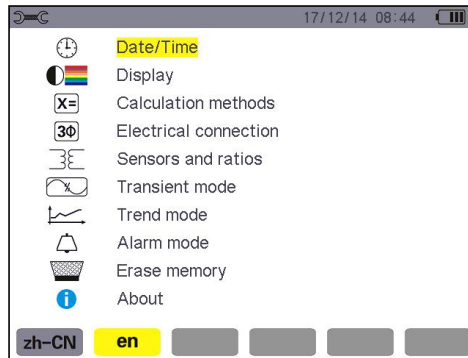 17/12/14 08:44
Date/Time
Display
X= Calculation methods
3Φ Electrical connection
Sensors and ratios
Transient mode
Trend mode
Alarm mode
Erase memory
i About
zh-CN en